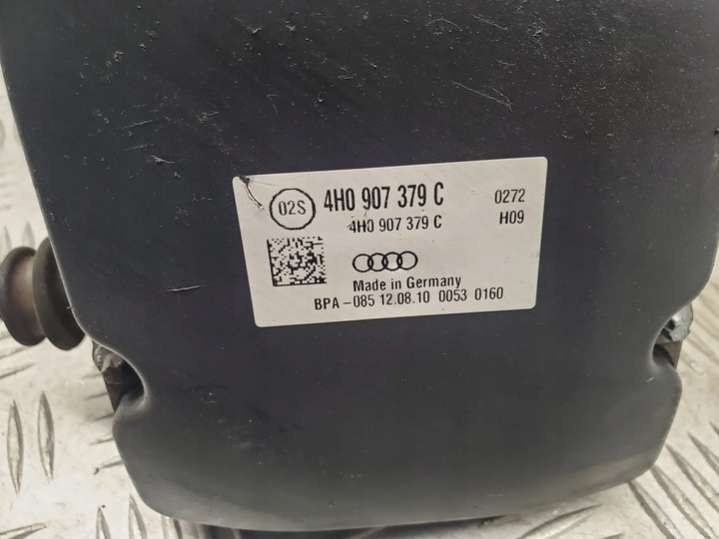 02S 4H0 907 379 C 0272
4H0 907 379 C H09
Made in Germany
BPA -085 12.08.10 0053 0160